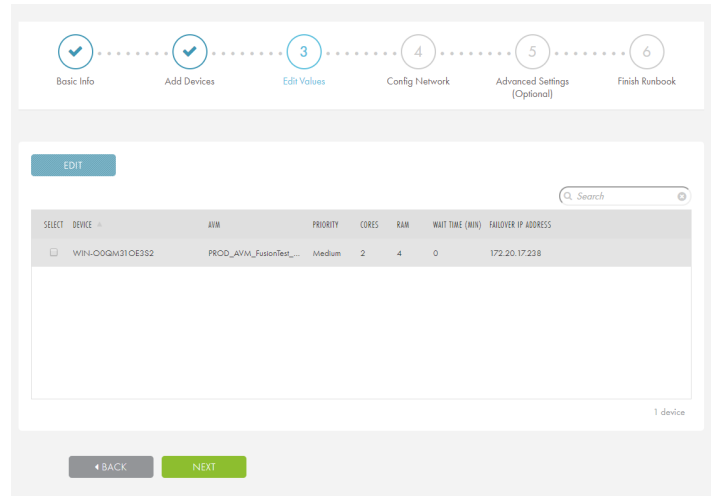 3 4 5 6
Basic Info Add Devices Edit Values Config Network Advanced Settings Finish Runbook
(Optional)
EDIT
Search
SELECT DEVICE AVM PRIORITY CORES RAM WAIT TIME (MIN) FAILOVER IP ADDRESS
WIN-O0QM31OE3S2 PROD_AVM_FusionTest_... Medium 2 4 0 172.20.17.238
1 device
BACK NEXT